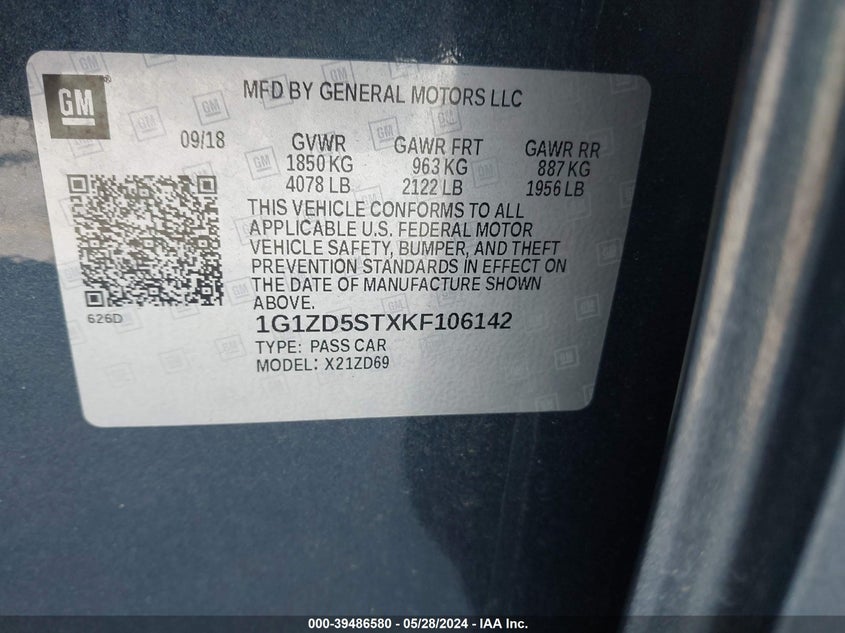 GM
MFD BY GENERAL MOTORS LLC
09/18
GVWR GAWR FRT GAWR RR
1850 KG 963 KG 887 KG
4078 LB 2122 LB 1956 LB
THIS VEHICLE CONFORMS TO ALL
APPLICABLE U.S. FEDERAL MOTOR
VEHICLE SAFETY, BUMPER, AND THEFT
PREVENTION STANDARDS IN EFFECT ON
THE DATE OF MANUFACTURE SHOWN
ABOVE.
626D
1G1ZD5STXKF106142
TYPE: PASS CAR
MODEL: X21ZD69
000-39486580 - 05/28/2024 - IAA Inc.